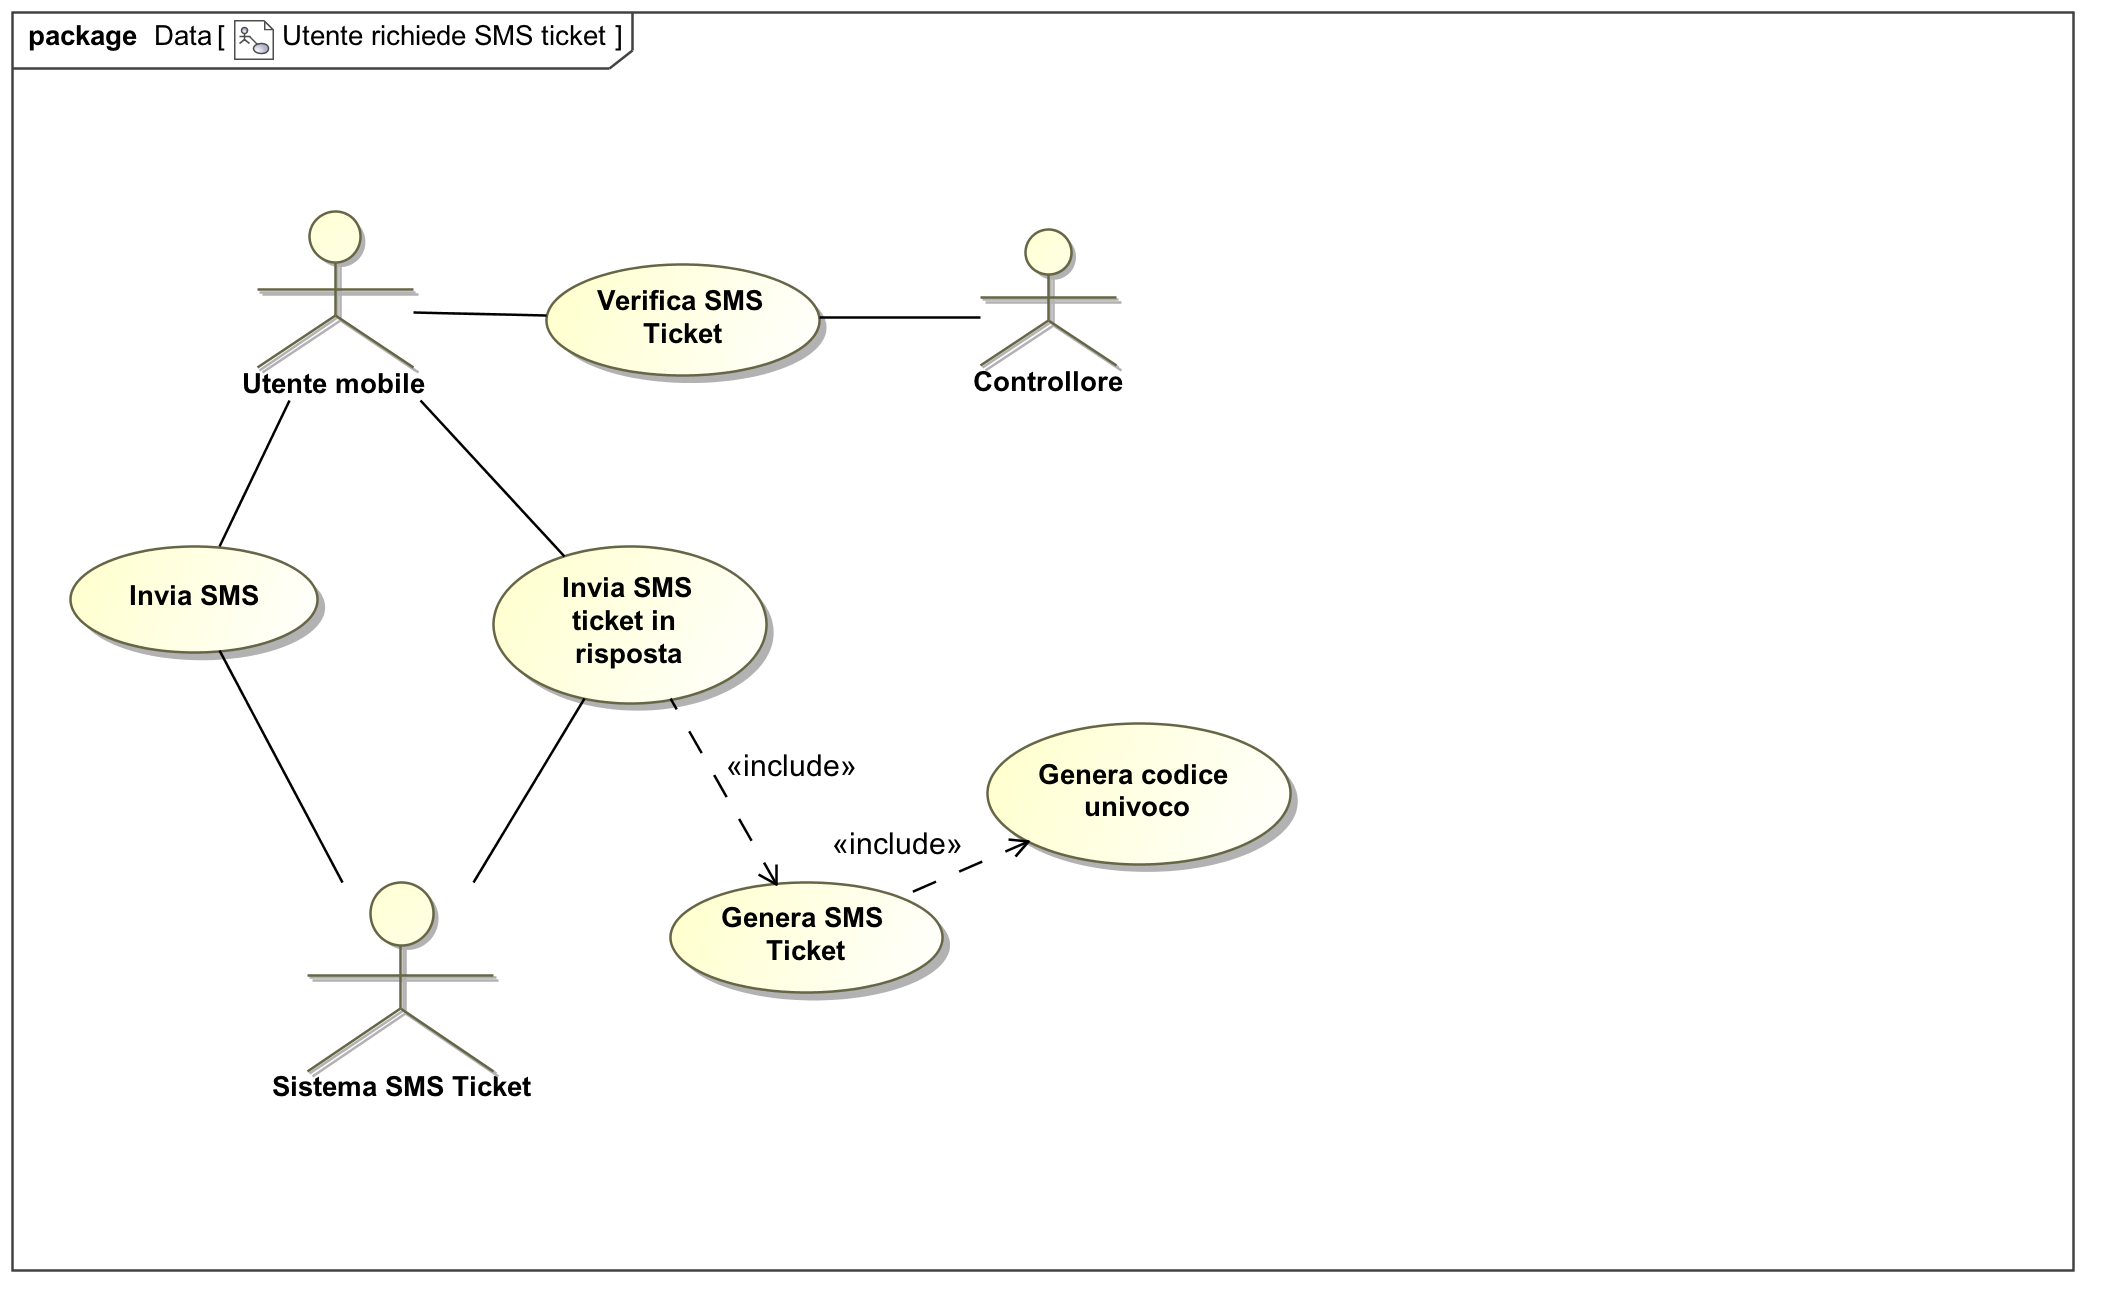 package Data [ Utente richiede SMS ticket ]
Verifica SMS
Ticket
Utente mobile
Controllore
Invia SMS
Invia SMS
ticket in
risposta
«include»
Genera codice
univoco
«include»
Genera SMS
Ticket
Sistema SMS Ticket